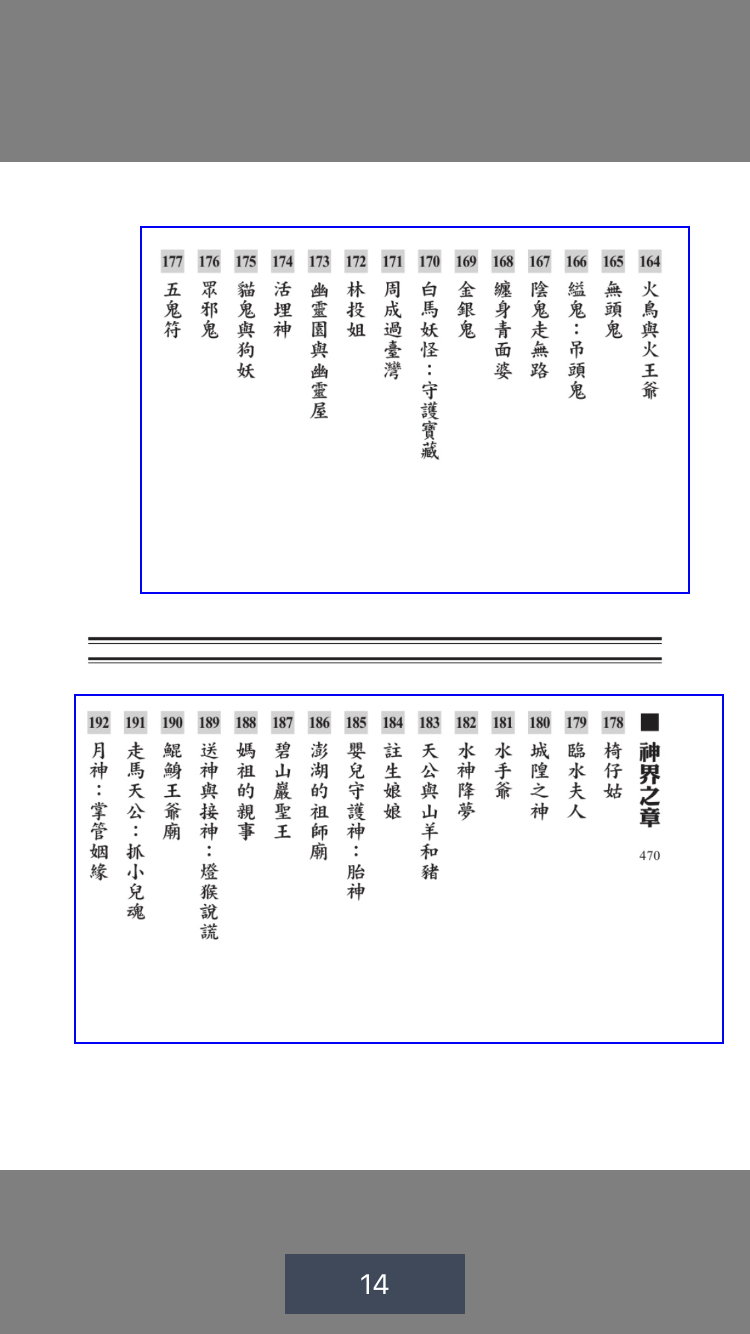 164 火鳥與火王爺
165 無頭鬼
166 縊鬼：吊頭鬼
167 陰鬼走無路
168 纏身青面婆
169 金銀鬼
170 白馬妖怪：守護寶藏
171 周成過臺灣
172 林投姐
173 幽靈園與幽靈屋
174 活埋神
175 貓鬼與狗妖
176 眾邪鬼
177 五鬼符
■ 神界之章 470
178 椅仔姑
179 臨水夫人
180 城隍之神
181 水手爺
182 水神降夢
183 天公與山羊和豬
184 註生娘娘
185 嬰兒守護神：胎神
186 澎湖的祖師廟
187 碧山巖聖王
188 媽祖的親事
189 送神與接神：燈猴說謊
190 鯤鯓王爺廟
191 走馬天公：抓小兒魂
192 月神：掌管姻緣
14